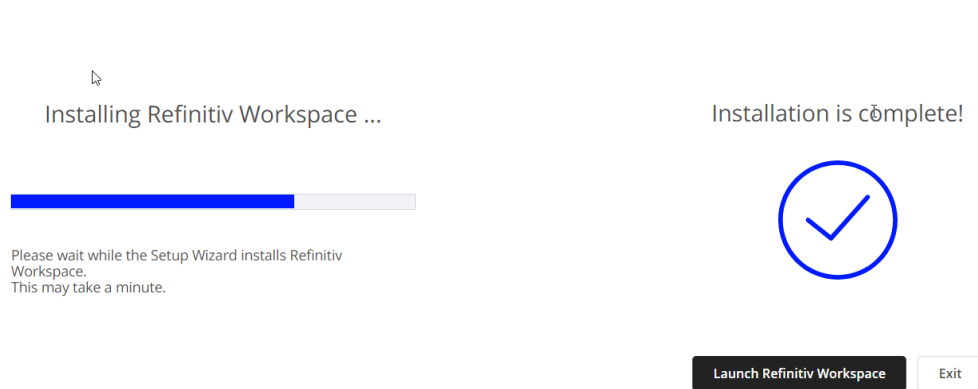 Installing Refinitiv Workspace ...
Please wait while the Setup Wizard installs Refinitiv
Workspace.
This may take a minute.
Installation is complete!
Launch Refinitiv Workspace
Exit